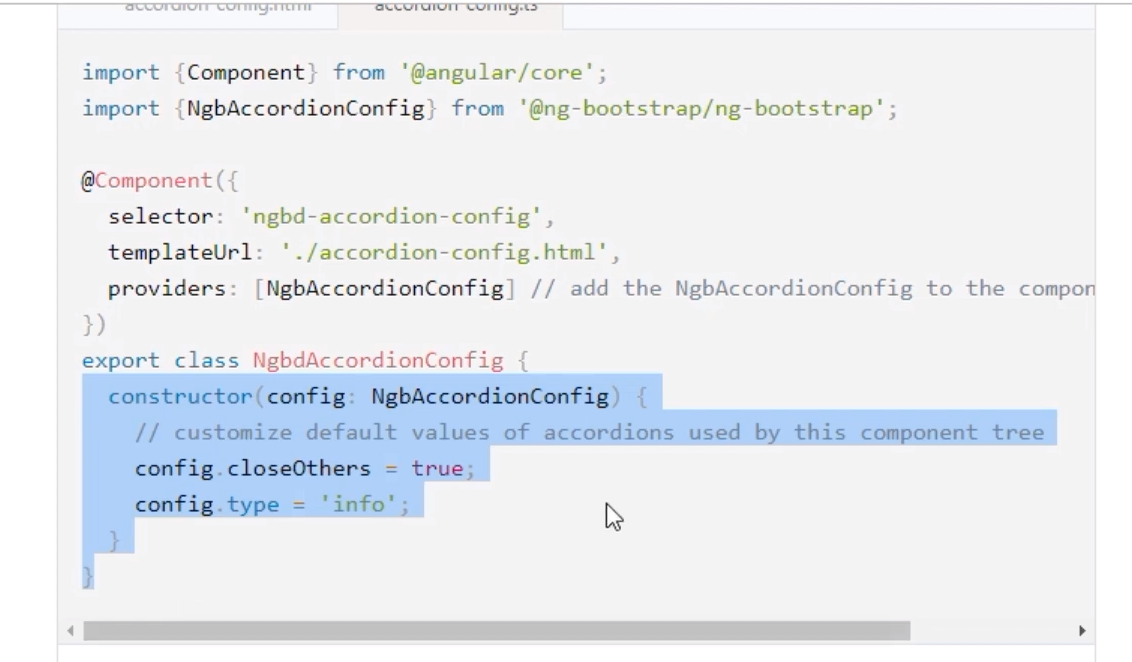 accordion-config.html accordion-config.ts
import {Component} from '@angular/core';
import {NgbAccordionConfig} from '@ng-bootstrap/ng-bootstrap';
@Component({
selector: 'ngbd-accordion-config',
templateUrl: './accordion-config.html',
providers: [NgbAccordionConfig] // add the NgbAccordionConfig to the compon
})
export class NgbdAccordionConfig {
constructor(config: NgbAccordionConfig) {
// customize default values of accordions used by this component tree
config.closeOthers = true;
config.type = 'info';
}
}